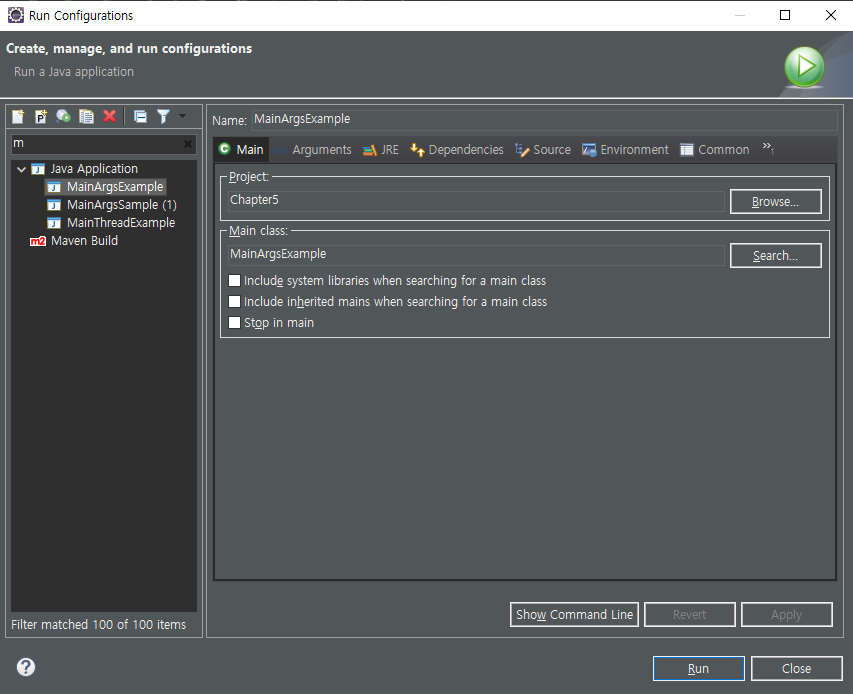 Run Configurations
Create, manage, and run configurations
Run a Java application
m
Java Application
MainArgsExample
MainArgsSample (1)
MainThreadExample
m2 Maven Build
Filter matched 100 of 100 items
Name: MainArgsExample
Main Arguments JRE Dependencies Source Environment Common »1
Project:
Chapter5 Browse...
Main class:
MainArgsExample Search...
Include system libraries when searching for a main class
Include inherited mains when searching for a main class
Stop in main
Show Command Line Revert Apply
? Run Close